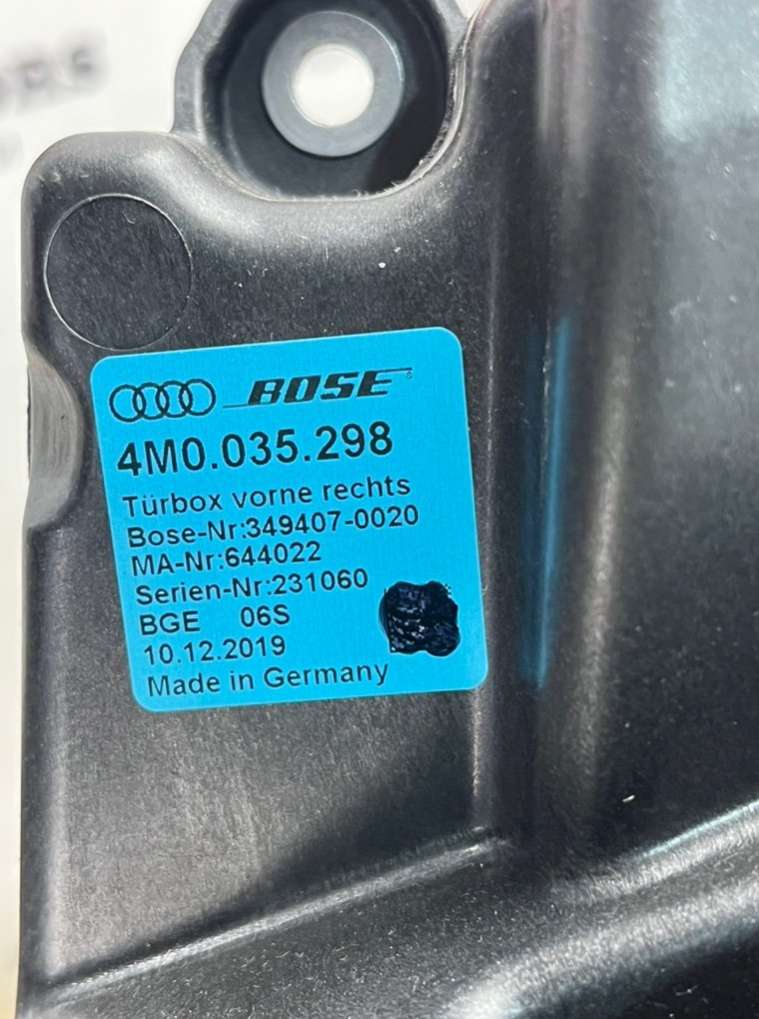 BOSE
4M0.035.298
Türbox vorne rechts
Bose-Nr:349407-0020
MA-Nr:644022
Serien-Nr:231060
BGE 06S
10.12.2019
Made in Germany